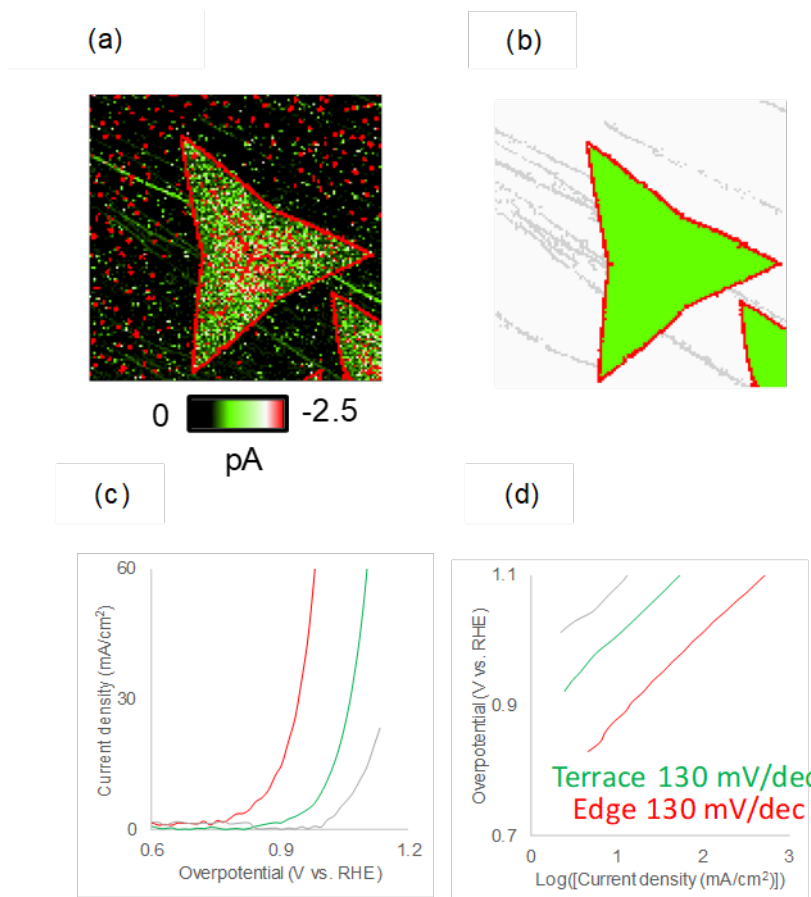 (a)
(b)
0 -2.5
pA
(c)
(d)
60
30
0
Current density (mA/cm²)
0.6 0.9 1.2
Overpotential (V vs. RHE)
1.1
0.9
0.7
Overpotential (V vs. RHE)
Terrace 130 mV/dec
Edge 130 mV/dec
0 1 2 3
Log([Current density (mA/cm²)])